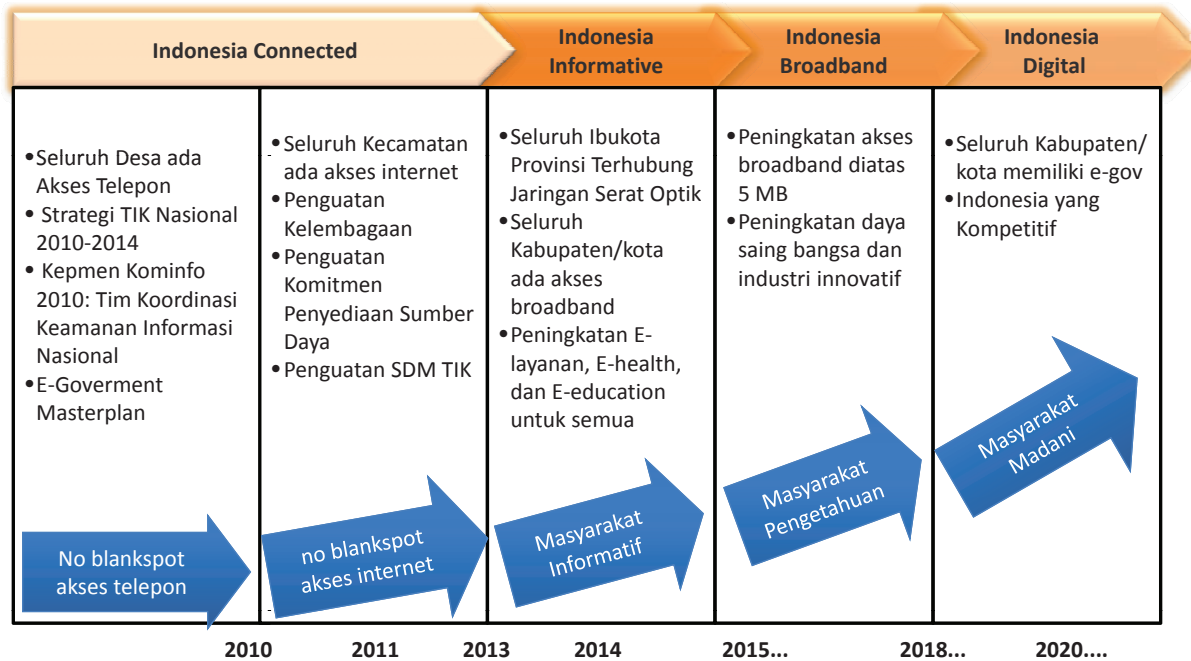 Indonesia Connected
Indonesia
Informative
Indonesia
Broadband
Indonesia
Digital
•Seluruh Desa ada
Akses Telepon
• Strategi TIK Nasional
2010-2014
• Kepmen Kominfo
2010: Tim Koordinasi
Keamanan Informasi
Nasional
•E-Goverment
Masterplan
No blankspot
akses telepon
•Seluruh Kecamatan
ada akses internet
•Penguatan
Kelembagaan
•Penguatan
Komitmen
Penyediaan Sumber
Daya
•Penguatan SDM TIK
no blankspot
akses internet
•Seluruh Ibukota
Provinsi Terhubung
Jaringan Serat Optik
•Seluruh
Kabupaten/kota
ada akses
broadband
•Peningkatan E-
layanan, E-health,
dan E-education
untuk semua
Masyarakat
Informatif
•Peningkatan akses
broadband diatas
5 MB
•Peningkatan daya
saing bangsa dan
industri innovatif
Masyarakat
Pengetahuan
•Seluruh Kabupaten/
kota memiliki e-gov
•Indonesia yang
Kompetitif
Masyarakat
Madani
2010 2011 2013 2014 2015... 2018... 2020....